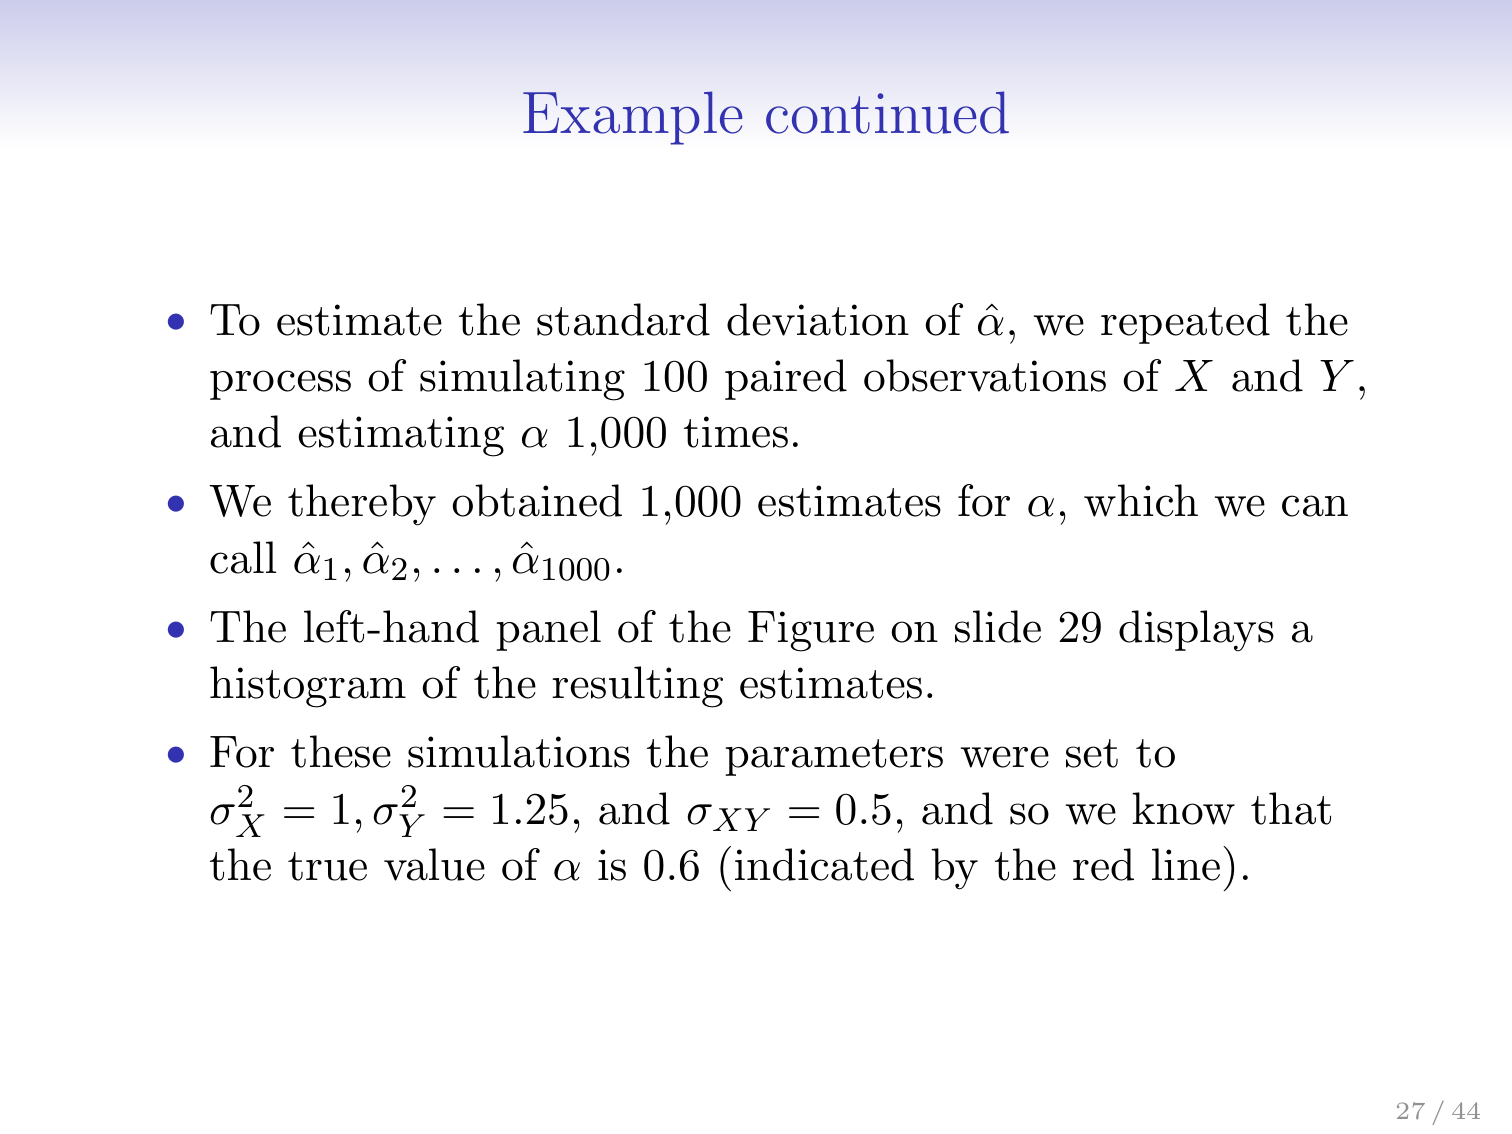 Example continued
• To estimate the standard deviation of α̂, we repeated the
process of simulating 100 paired observations of X and Y,
and estimating α 1,000 times.
• We thereby obtained 1,000 estimates for α, which we can
call α̂₁, α̂₂, . . . , α̂₁₀₀₀.
• The left-hand panel of the Figure on slide 29 displays a
histogram of the resulting estimates.
• For these simulations the parameters were set to
σ²_X = 1, σ²_Y = 1.25, and σ_XY = 0.5, and so we know that
the true value of α is 0.6 (indicated by the red line).
27 / 44